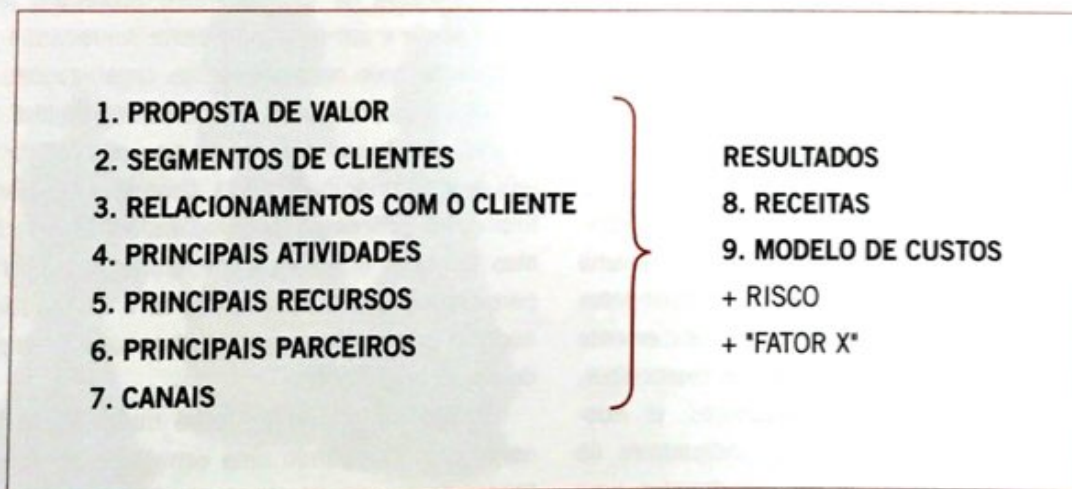 1. PROPOSTA DE VALOR
2. SEGMENTOS DE CLIENTES
3. RELACIONAMENTOS COM O CLIENTE
4. PRINCIPAIS ATIVIDADES
5. PRINCIPAIS RECURSOS
6. PRINCIPAIS PARCEIROS
7. CANAIS
RESULTADOS
8. RECEITAS
9. MODELO DE CUSTOS
+ RISCO
+ "FATOR X"